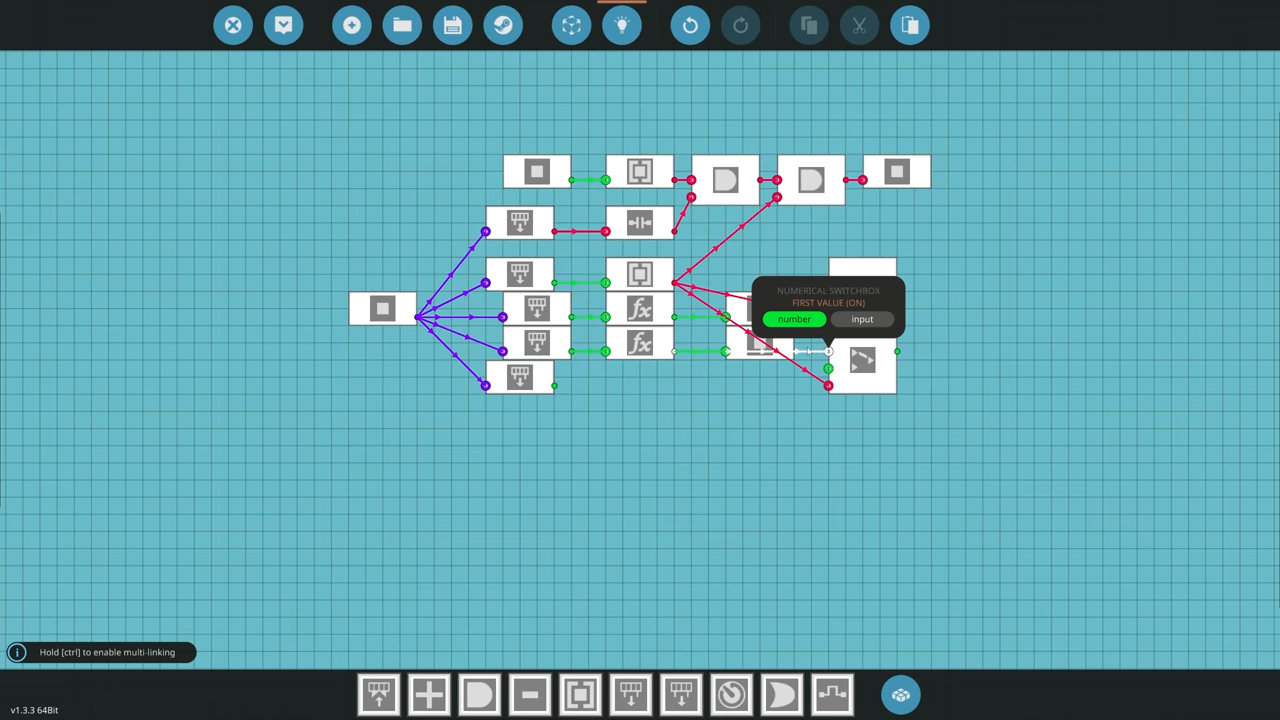 NUMERICAL SWITCHBOX
FIRST VALUE (ON)
number input
Hold [ctrl] to enable multi-linking
v1.3.3 64Bit